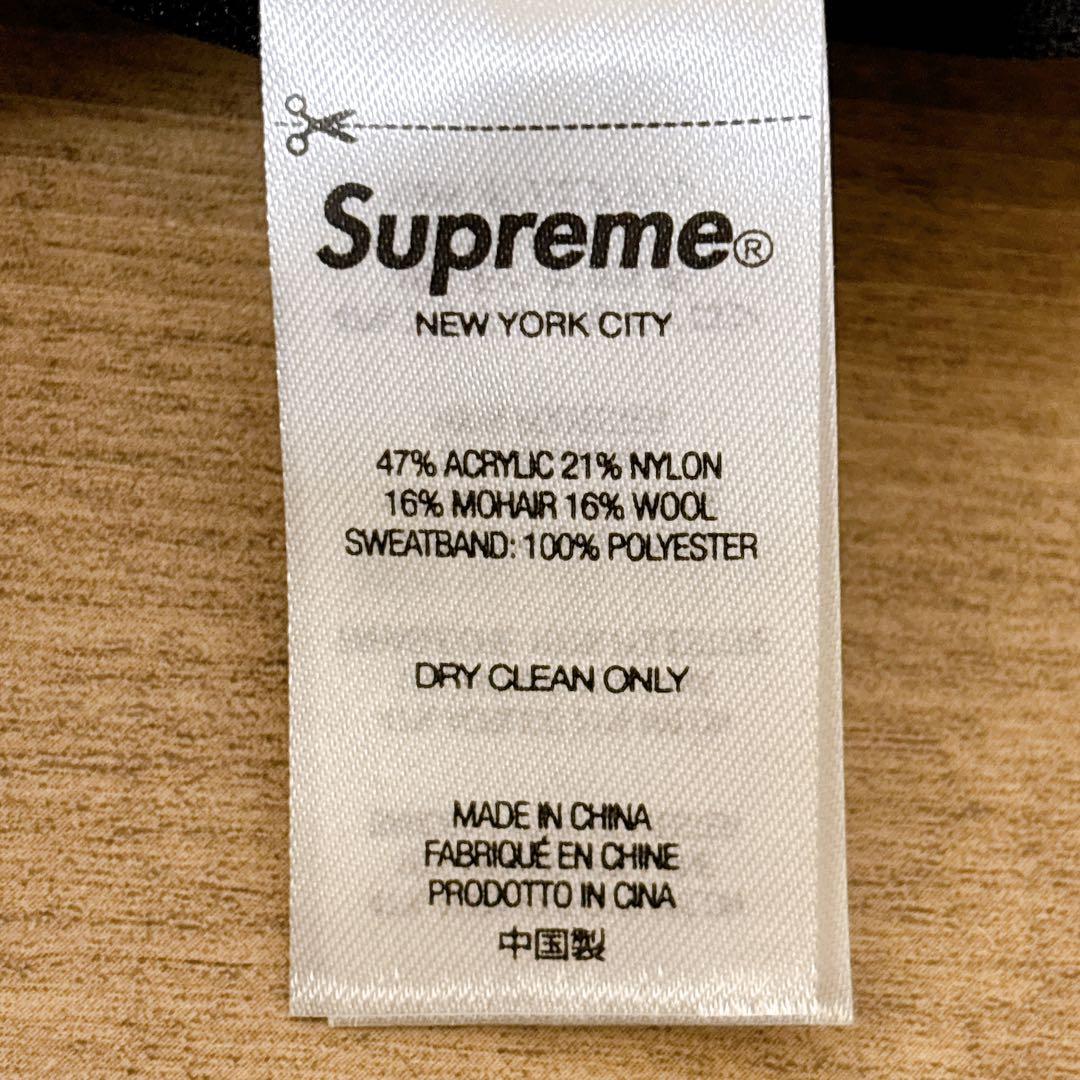 Supreme®
NEW YORK CITY
47% ACRYLIC 21% NYLON
16% MOHAIR 16% WOOL
SWEATBAND: 100% POLYESTER
DRY CLEAN ONLY
MADE IN CHINA
FABRIQUÉ EN CHINE
PRODOTTO IN CINA
中国製